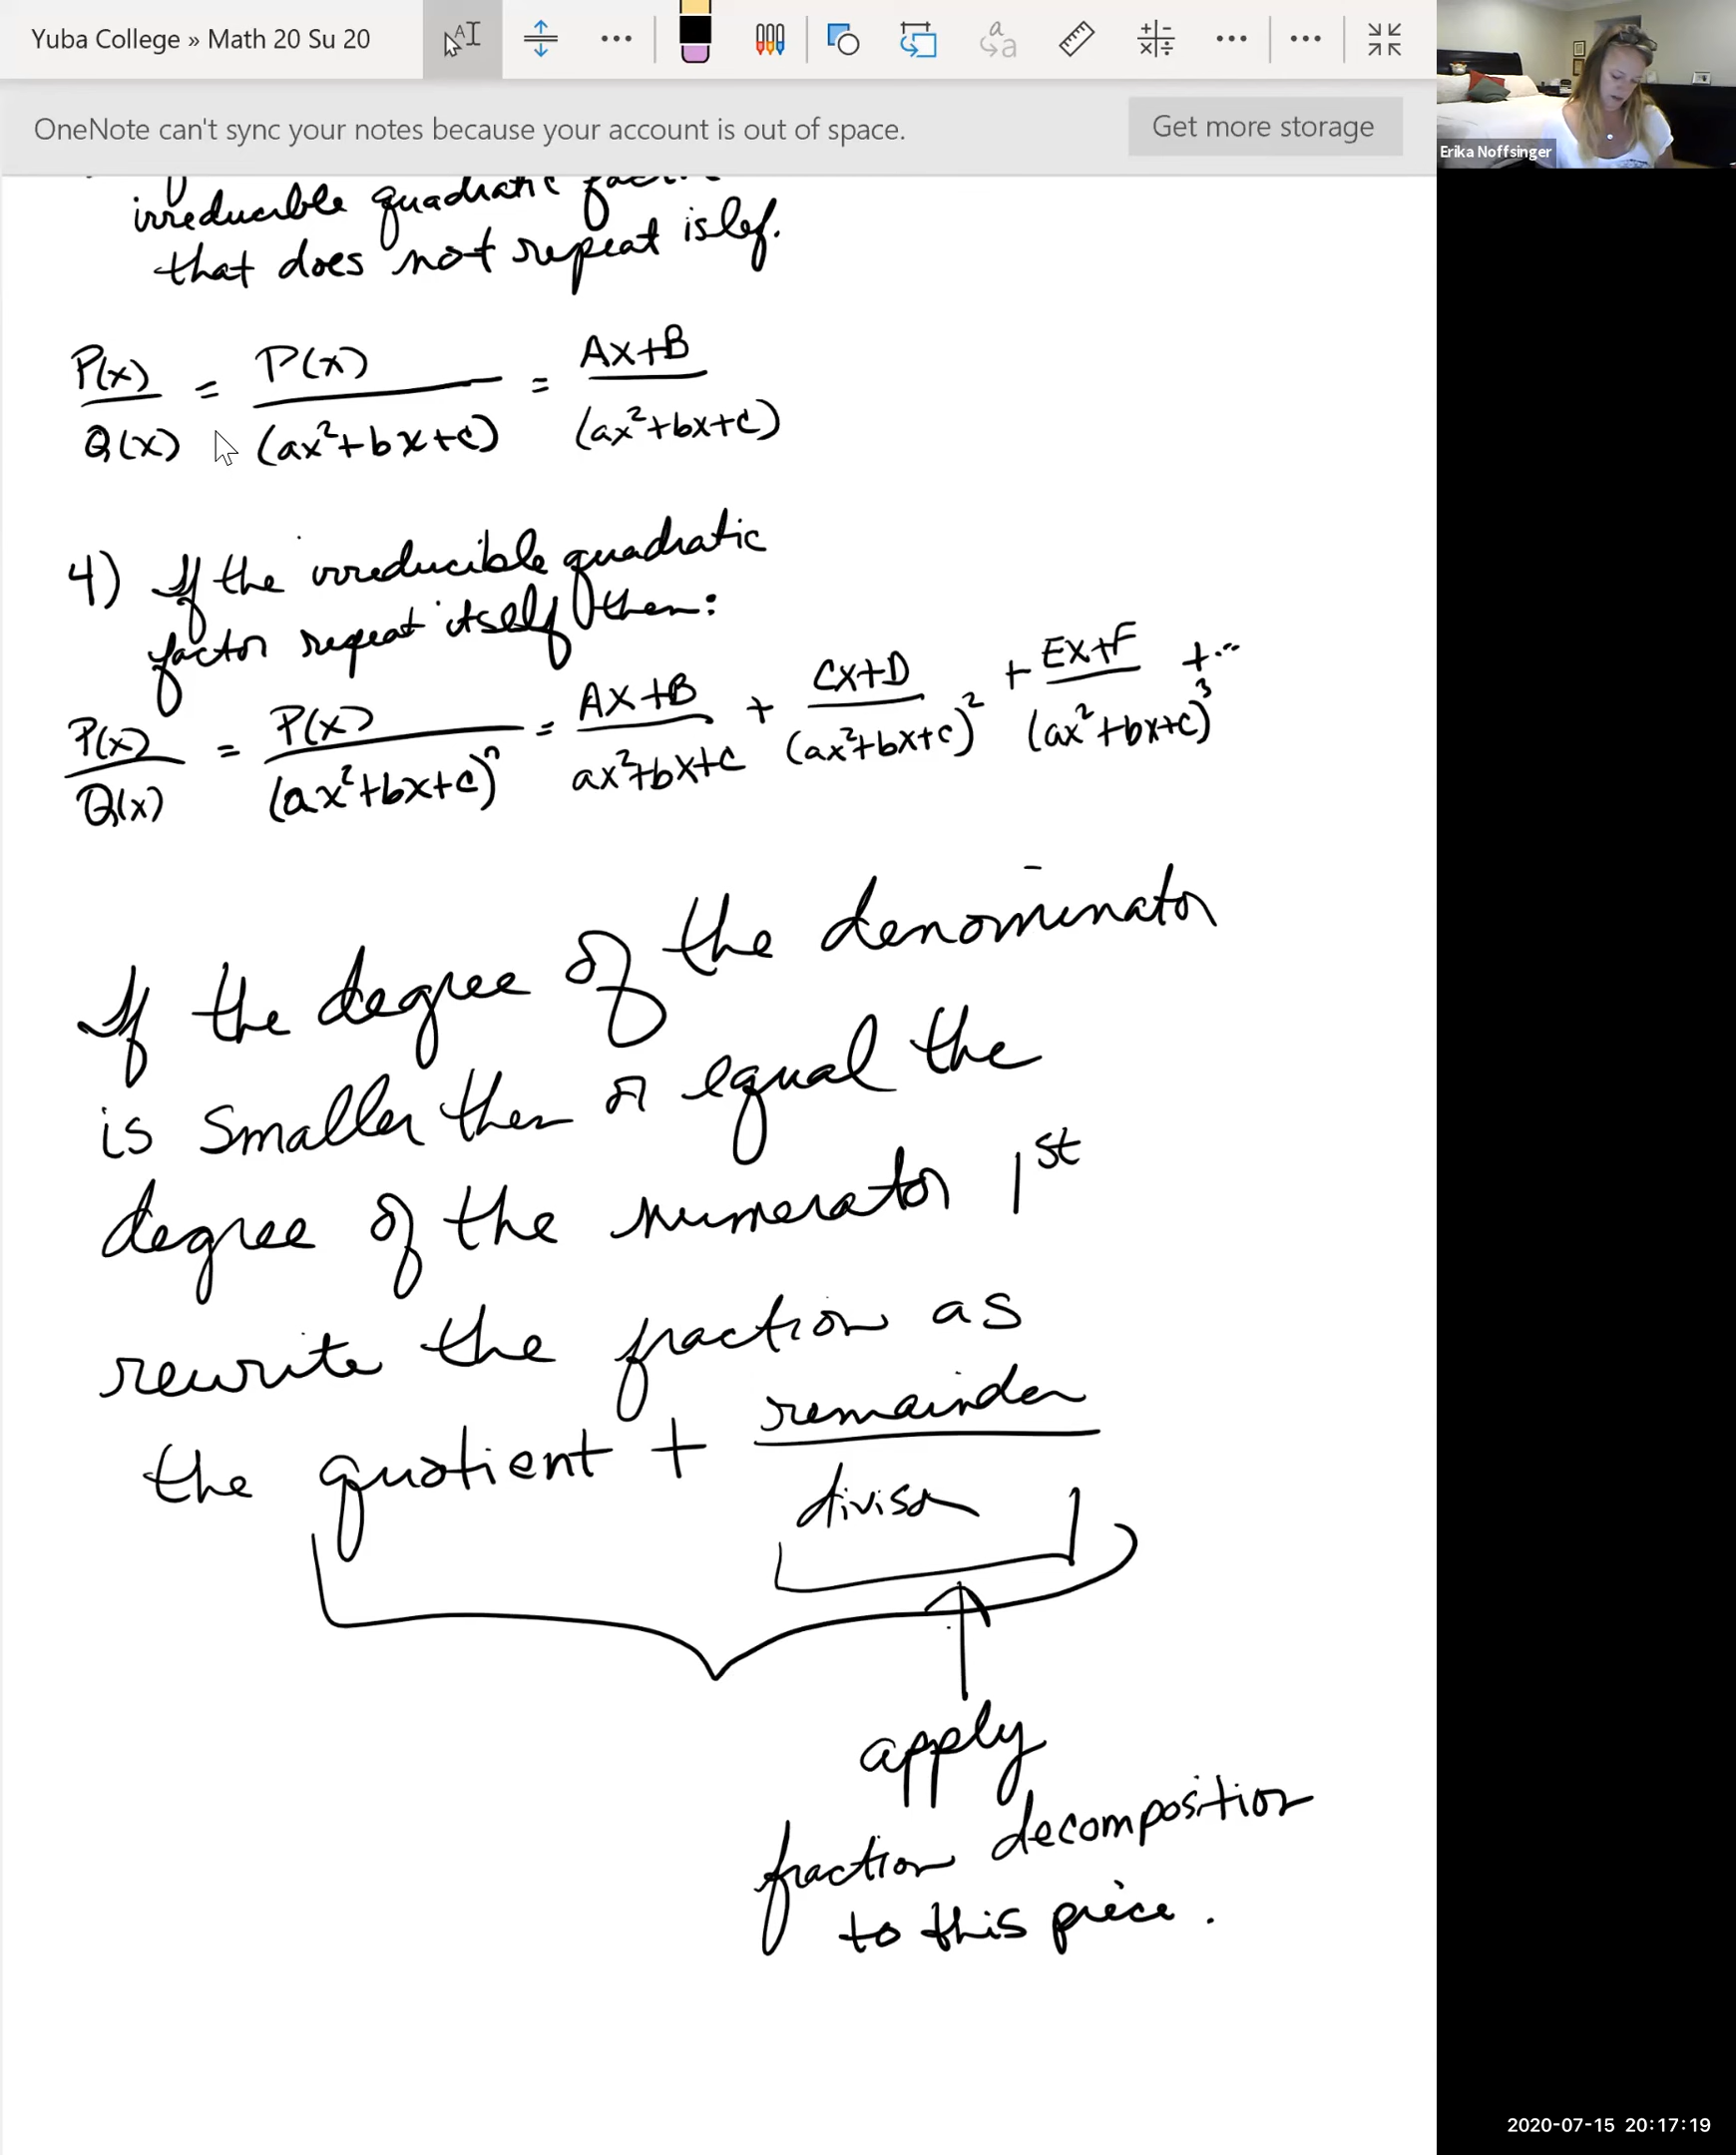 Yuba College » Math 20 Su 20
OneNote can't sync your notes because your account is out of space.
Get more storage
Erika Noffsinger
irreducible quadratic
that does not repeat
P(x)/Q(x) = P(x)/(ax²+bx+c) = Ax+B/(ax²+bx+c)
4) If the irreducible quadratic
factor repeat itself then:
P(x)/Q(x) = P(x)/(ax²+bx+c)ⁿ = Ax+B/ax²+bx+c + Cx+D/(ax²+bx+c)² + Ex+F/(ax²+bx+c)³ + ...
If the degree of the denominator
is smaller then or equal the
degree of the numerator 1st
rewrite the fraction as
the quotient + remainder/divisor
apply
fraction decomposition
to this piece.
2020-07-15 20:17:19